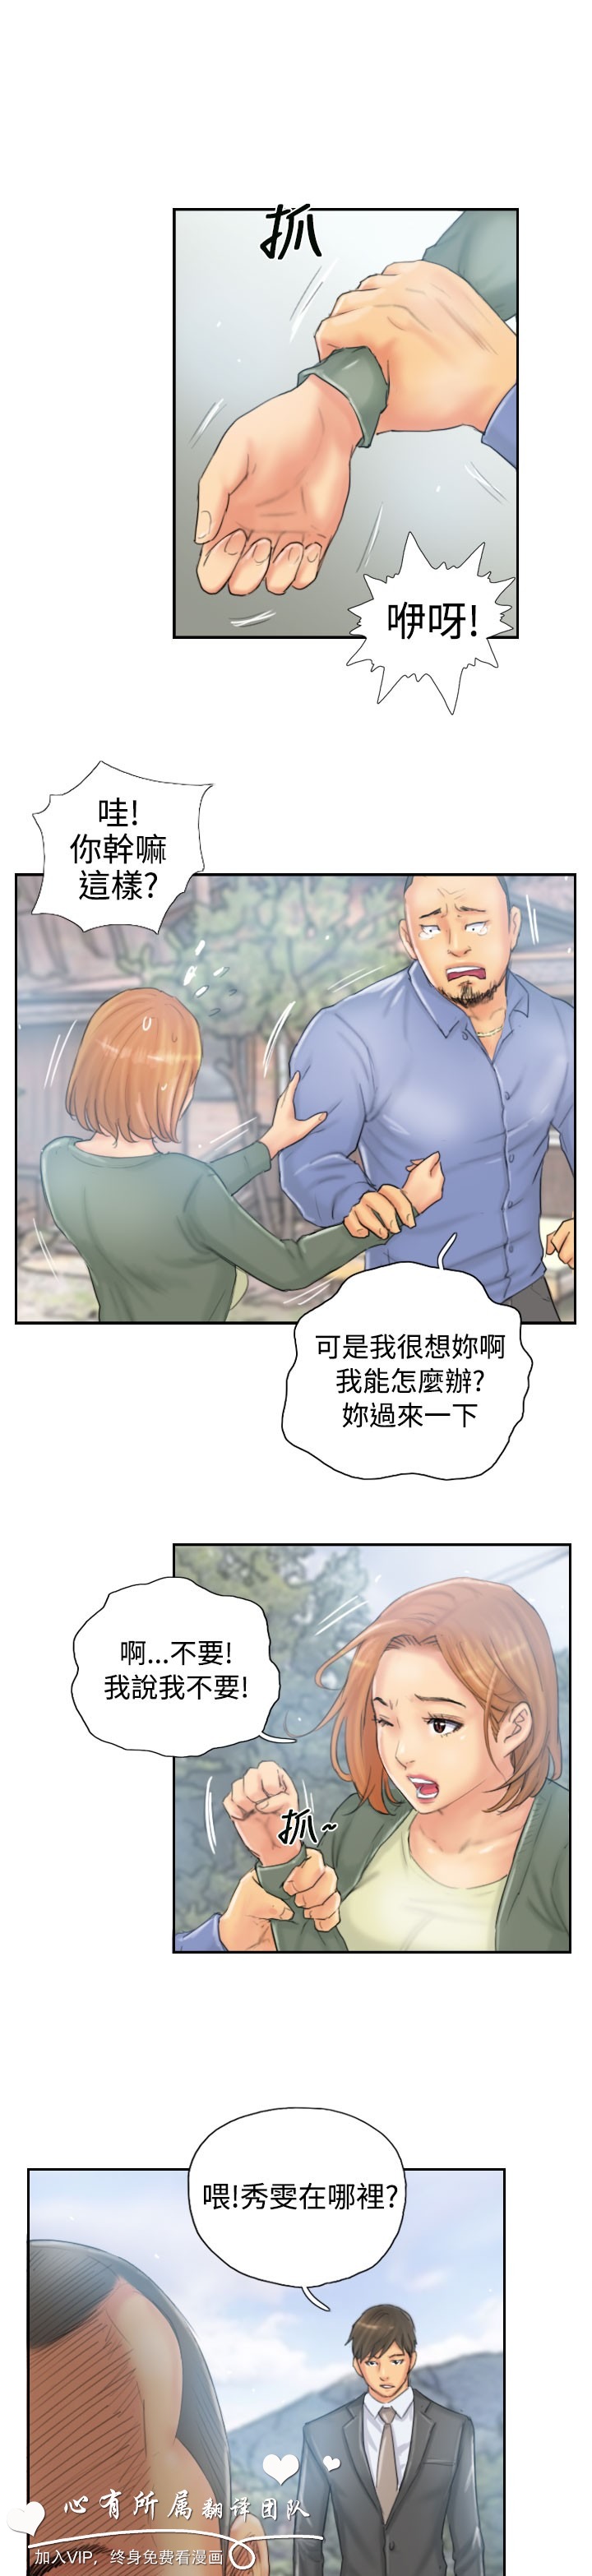 抓
咿呀!
哇!
你幹嘛
這樣?
可是我很想妳啊
我能怎麼辦?
妳過來一下
啊...不要!
我說我不要!
抓~
喂!秀雯在哪裡?
心有所属翻译团队
加入VIP，终身免费看漫画